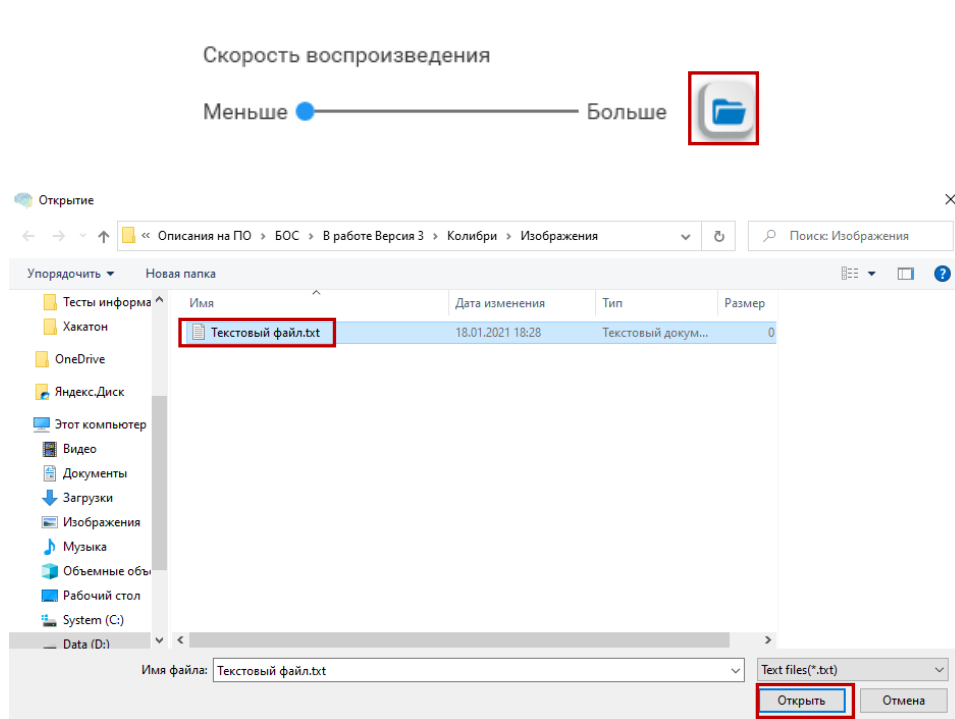 Скорость воспроизведения
Меньше Больше
Открытие
« Описания на ПО › БОС › В работе Версия 3 › Колибри › Изображения
Поиск: Изображения
Упорядочить Новая папка
Имя Дата изменения Тип Размер
Тесты информа
Текстовый файл.txt 18.01.2021 18:28 Текстовый докум... 0
Хакатон
OneDrive
Яндекс.Диск
Этот компьютер
Видео
Документы
Загрузки
Изображения
Музыка
Объемные объ
Рабочий стол
System (C:)
Data (D:)
Имя файла: Текстовый файл.txt Text files(*.txt)
Открыть Отмена